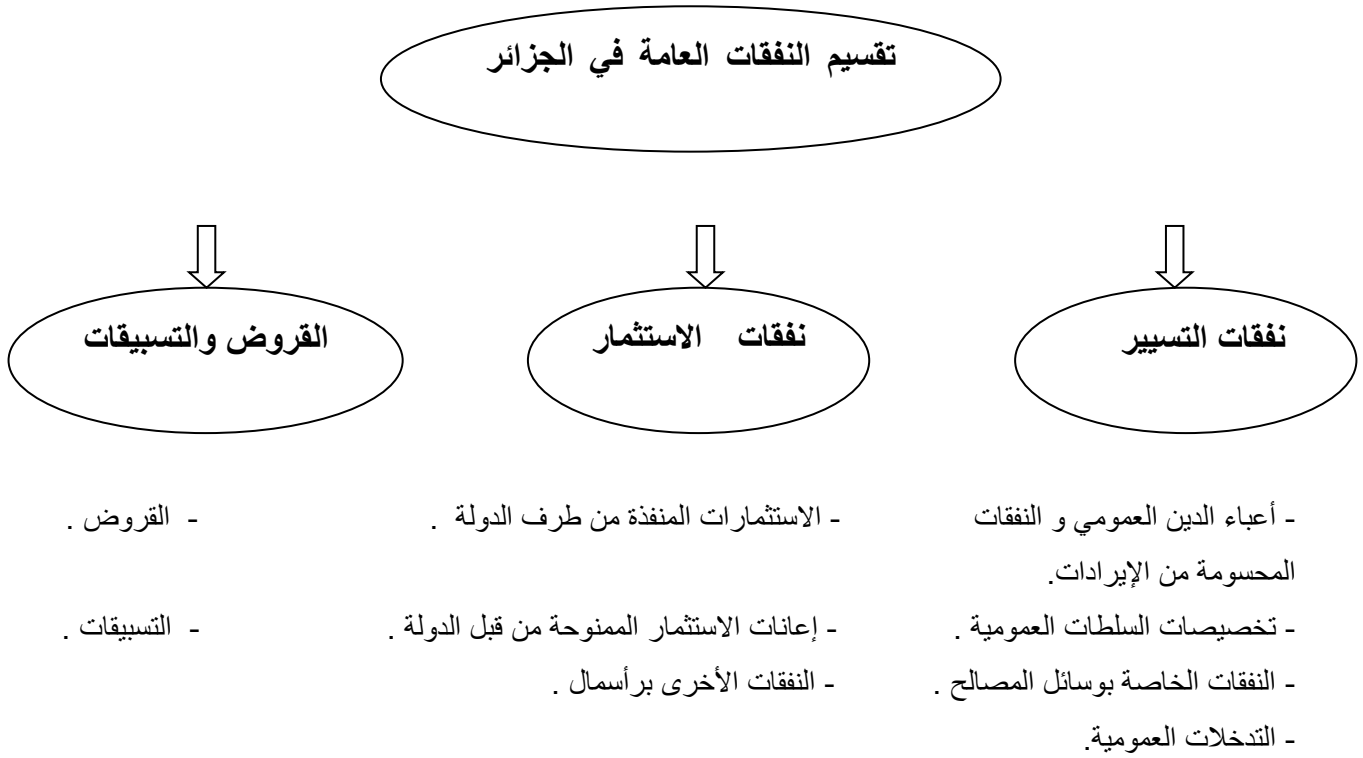 تقسيم النفقات العامة في الجزائر
نفقات التسيير
نفقات الاستثمار
القروض والتسبيقات
- أعباء الدين العمومي و النفقات
المحسومة من الإيرادات.
- تخصيصات السلطات العمومية .
- النفقات الخاصة بوسائل المصالح .
- التدخلات العمومية.
- الاستثمارات المنفذة من طرف الدولة .
- إعانات الاستثمار الممنوحة من قبل الدولة .
- النفقات الأخرى برأسمال .
- القروض .
- التسبيقات .